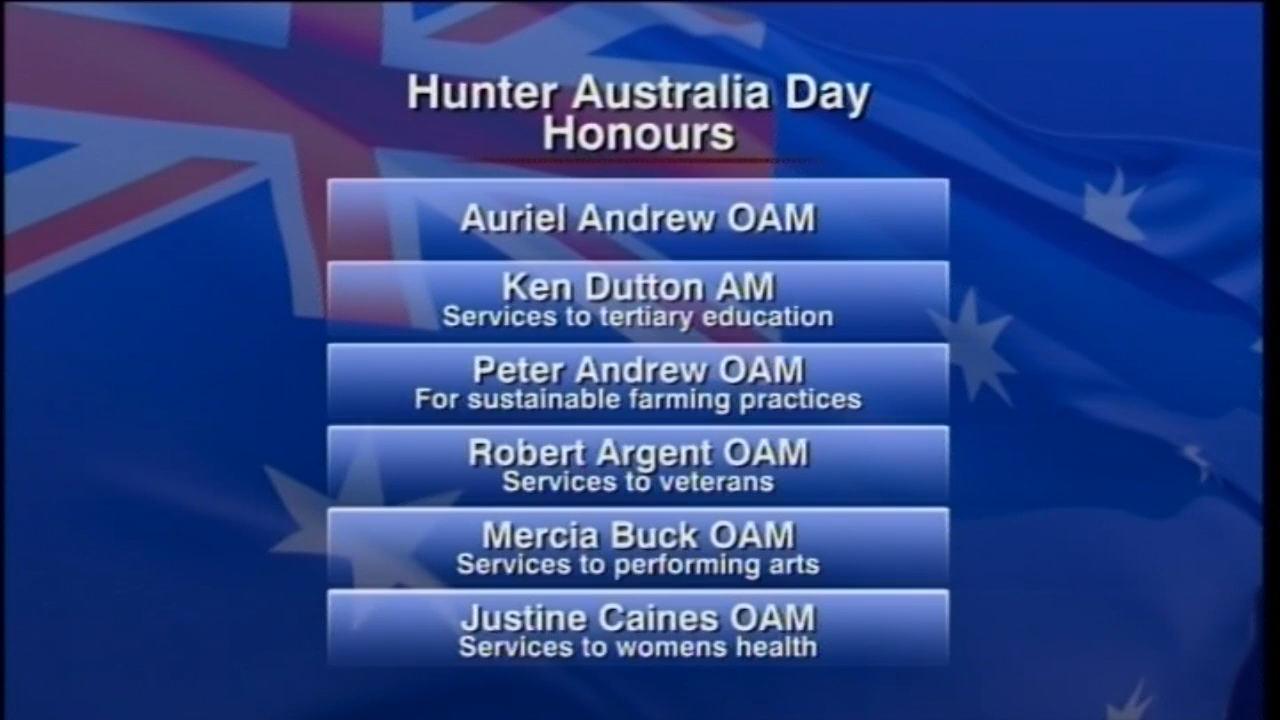 Hunter Australia Day
Honours
Auriel Andrew OAM
Ken Dutton AM
Services to tertiary education
Peter Andrew OAM
For sustainable farming practices
Robert Argent OAM
Services to veterans
Mercia Buck OAM
Services to performing arts
Justine Caines OAM
Services to womens health